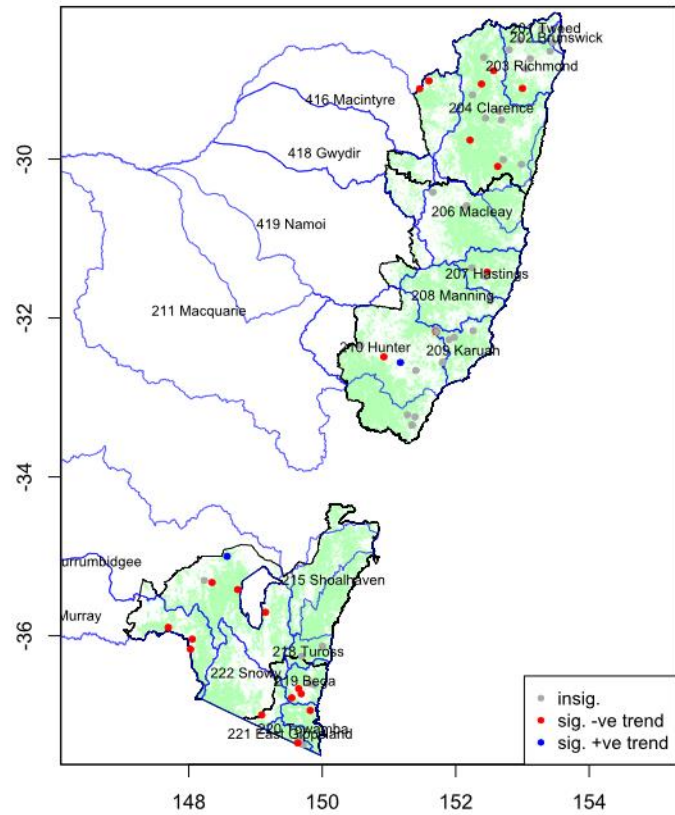 201 Tweed
202 Brunswick
203 Richmond
416 Macintyre
204 Clarence
-30
418 Gwydir
206 Macleay
419 Namoi
207 Hastings
208 Manning
211 Macquarie
-32
210 Hunter
209 Karuah
-34
urrumbidgee
215 Shoalhaven
Murray
-36
218 Tuross
222 Snowy
219 Bega
220 Towamba
221 East Gippsland
insig.
sig. -ve trend
sig. +ve trend
148 150 152 154